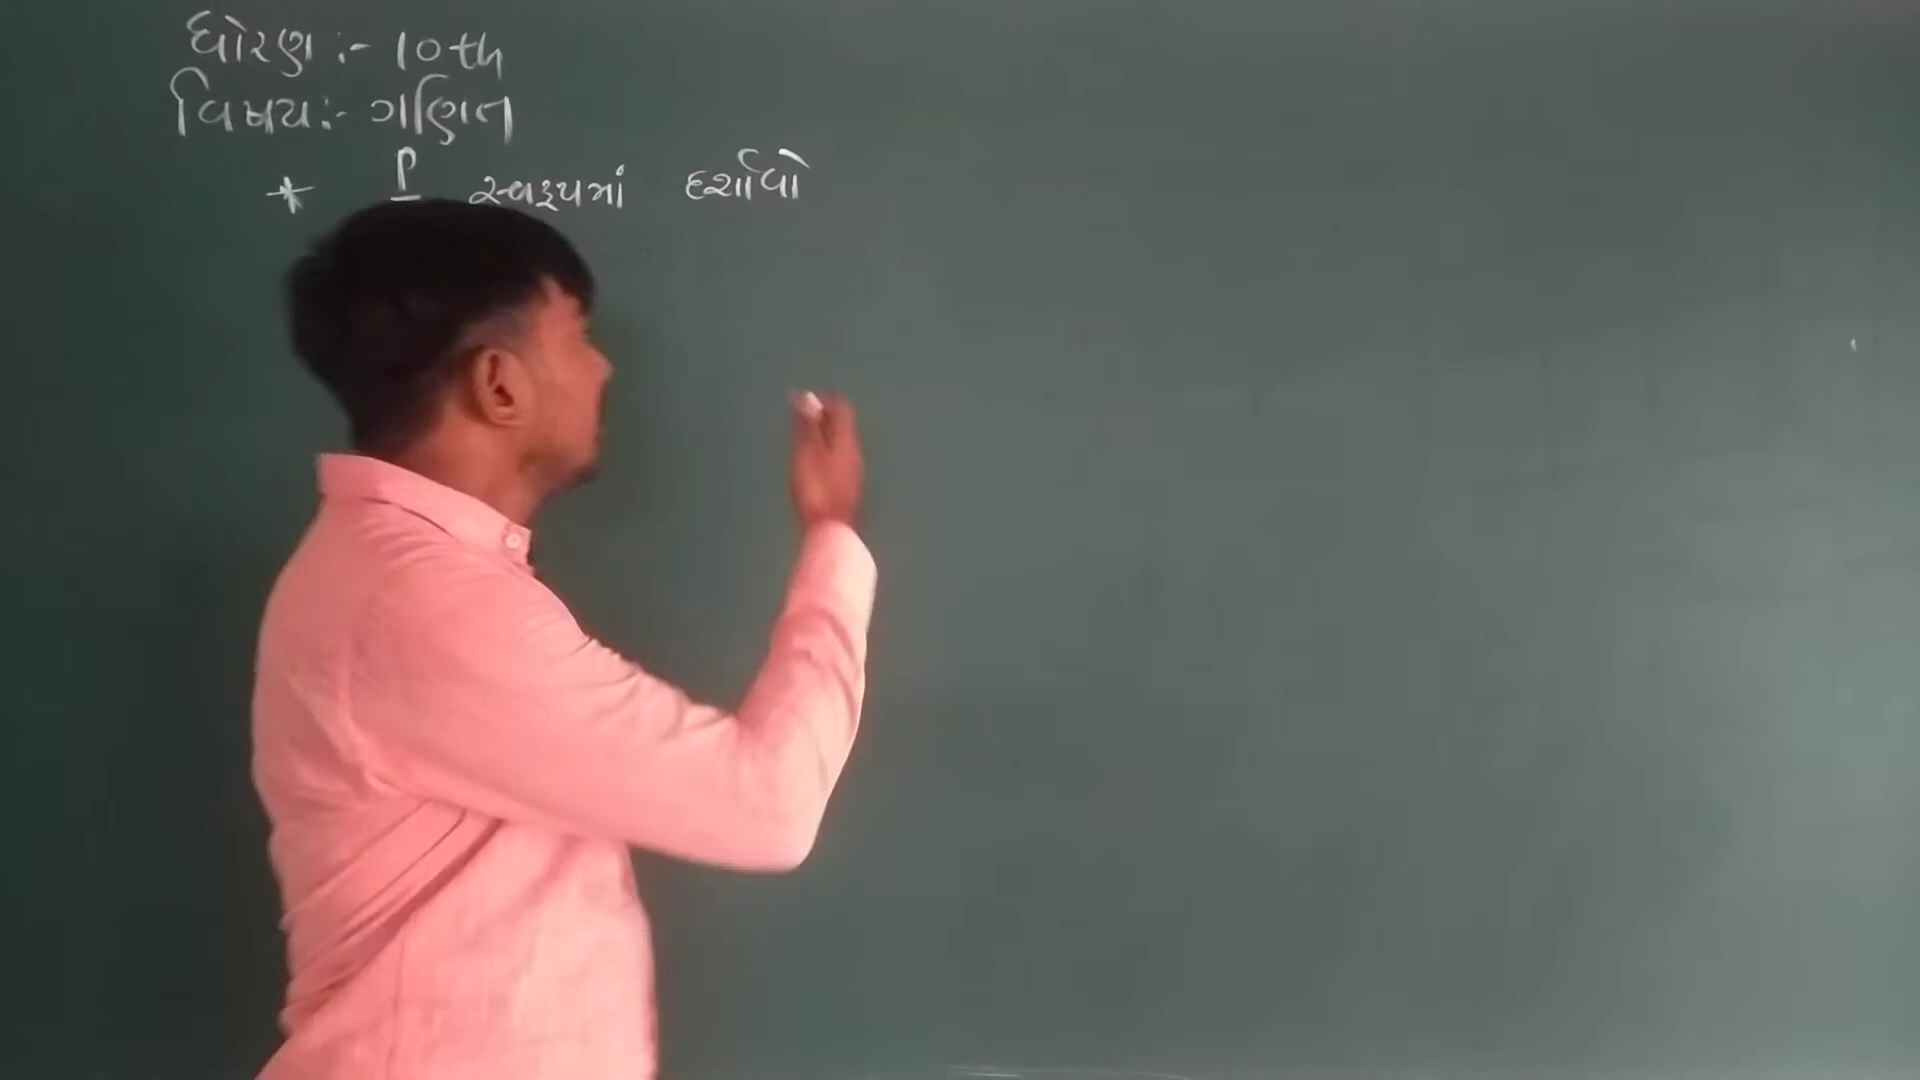 ધોરણ :- 10th
વિષય :- ગણિત
* P સ્વરૂપમાં દર્શાવો